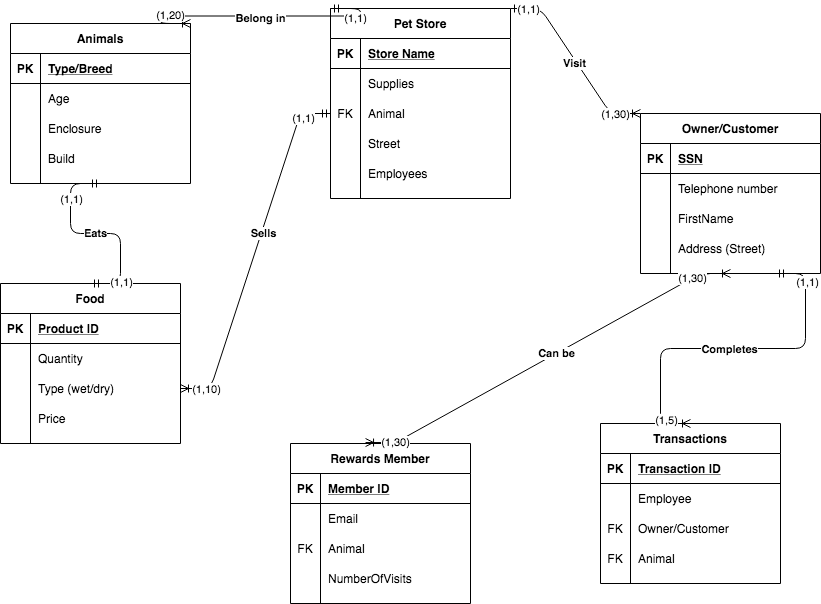 (1,20)
Belong in
(1,1)
Animals
PK Type/Breed
Age
Enclosure
Build
Pet Store
PK Store Name
Supplies
FK Animal
Street
Employees
(1,1)
Visit
(1,30)
Owner/Customer
PK SSN
Telephone number
FirstName
Address (Street)
(1,1)
Sells
(1,10)
(1,1)
Eats
(1,1)
Food
PK Product ID
Quantity
Type (wet/dry)
Price
(1,30)
Can be
(1,30)
Rewards Member
PK Member ID
Email
FK Animal
NumberOfVisits
(1,1)
Completes
(1,5)
Transactions
PK Transaction ID
Employee
FK Owner/Customer
FK Animal